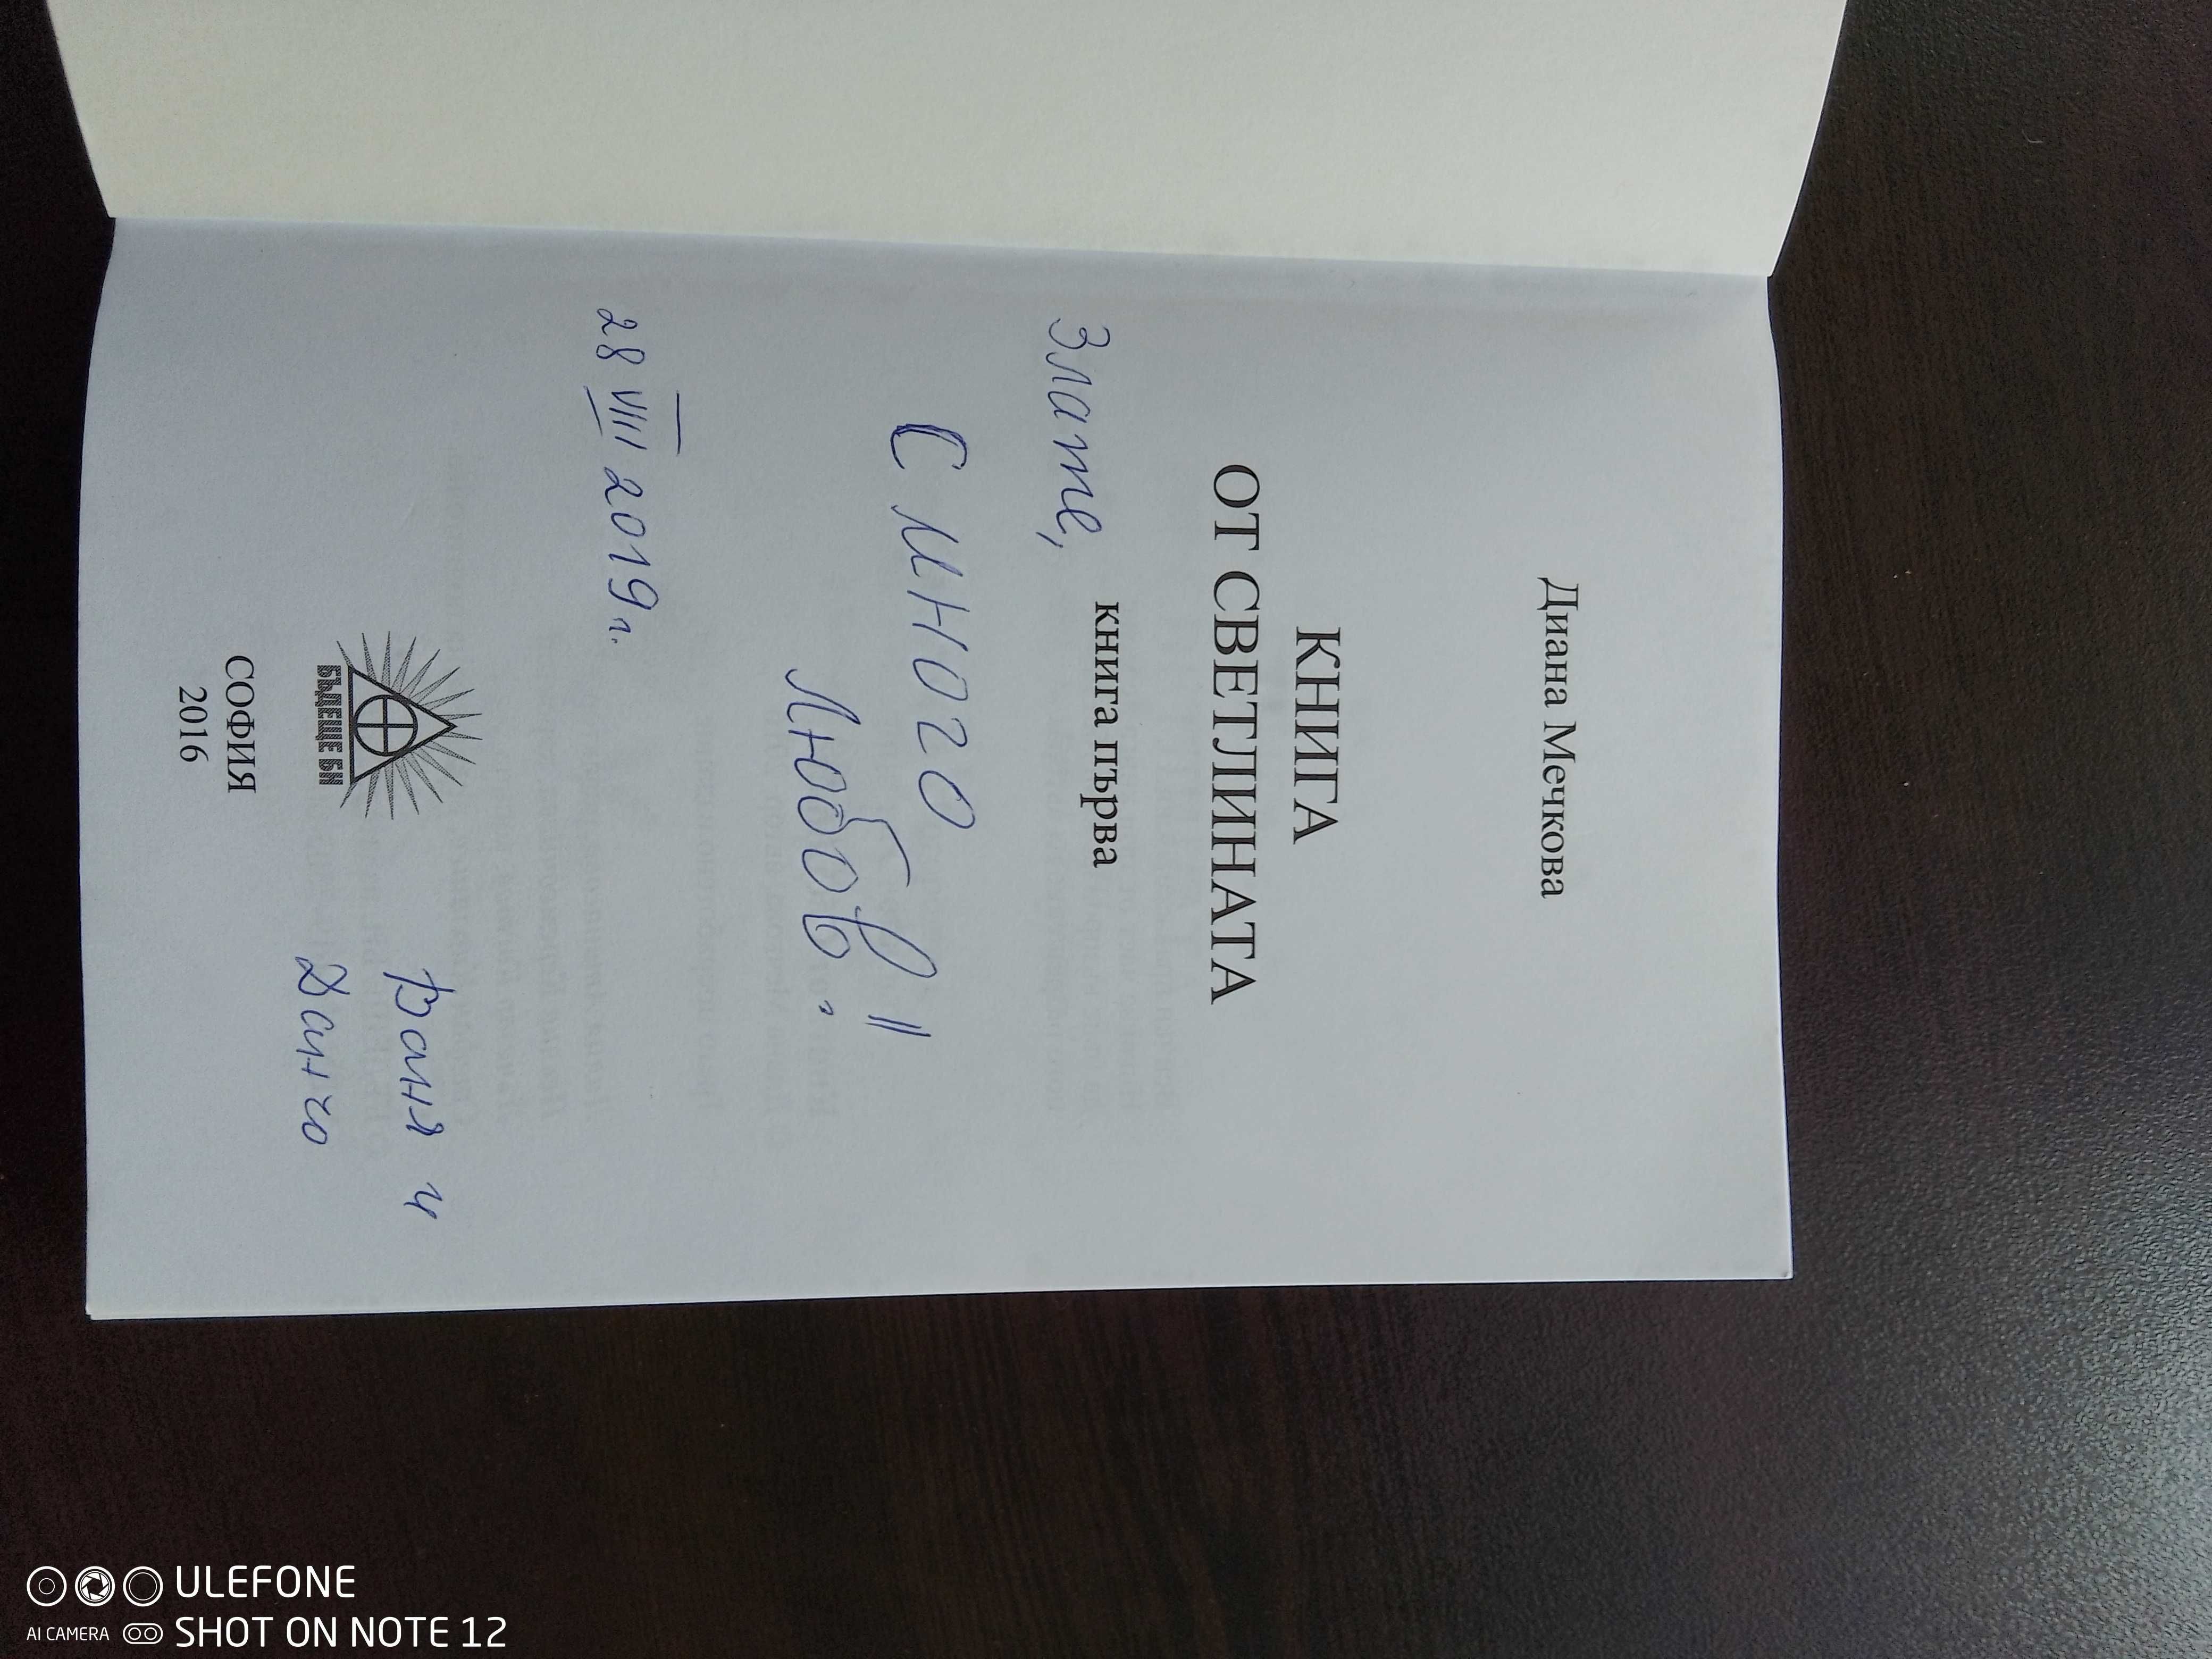 Диана Мечкова
КНИГА
ОТ СВЕТЛИНАТА
книга първа
Злате,
С много
Любов!!
28 VIII 2019 г.
Ваня и
Данчо
БЪДЕЩЕ БИ
СОФИЯ
2016
ULEFONE
AI CAMERA SHOT ON NOTE 12